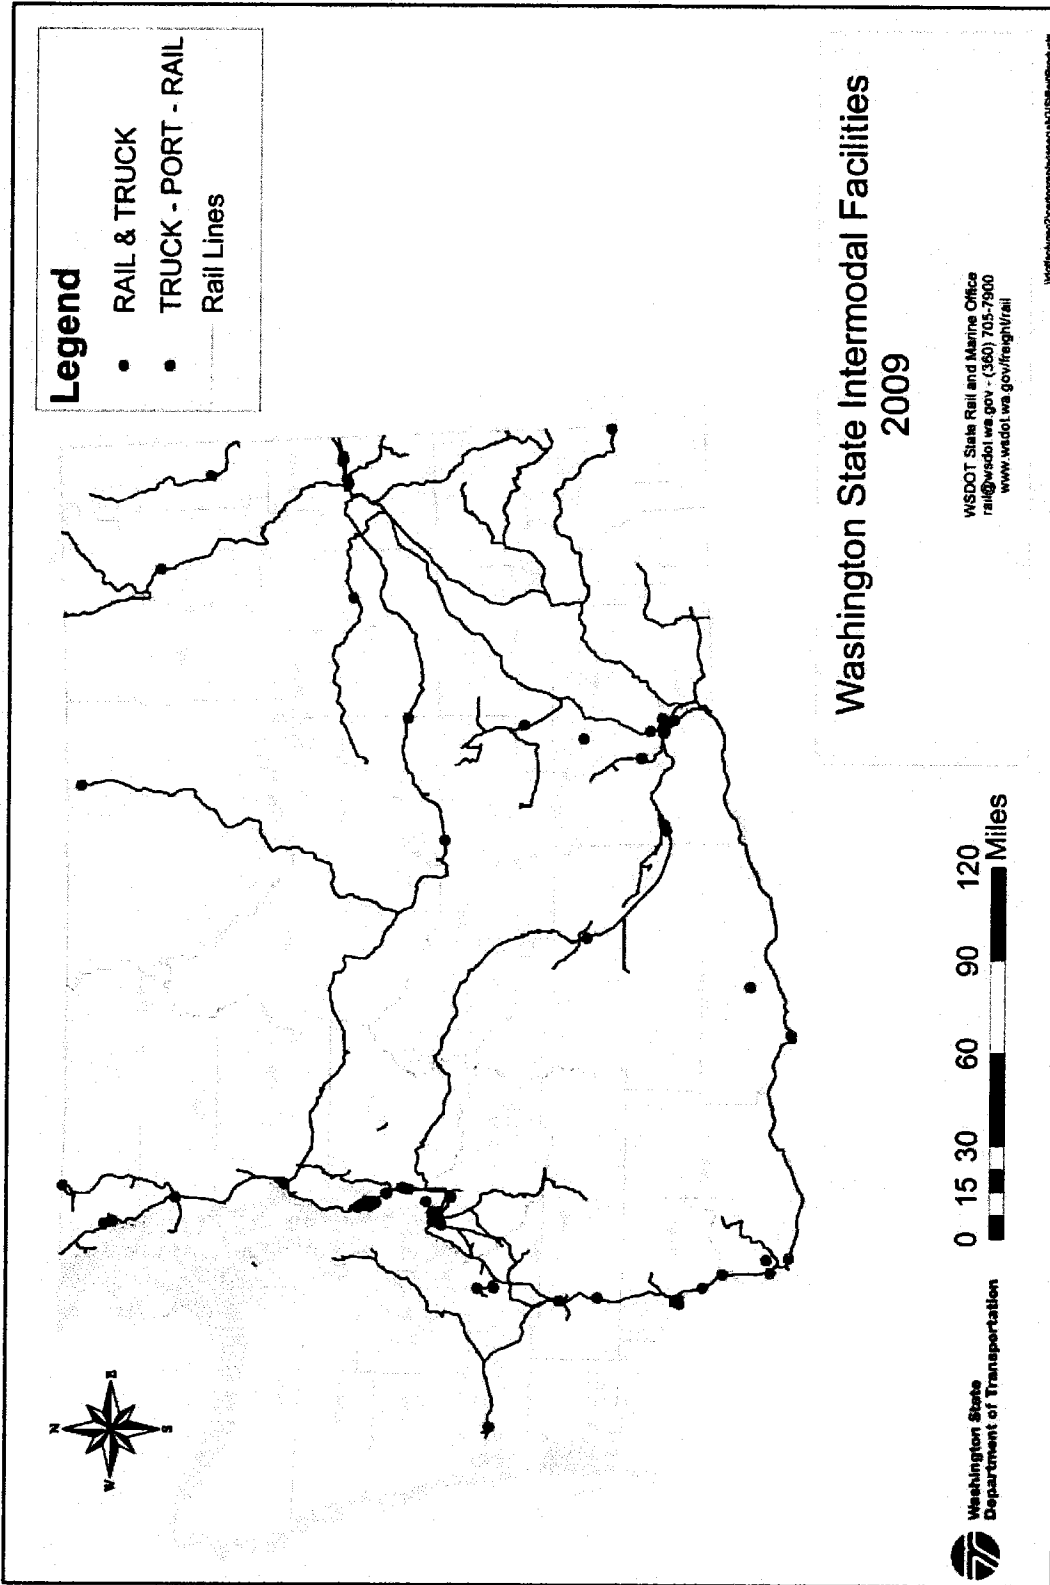 Legend
RAIL & TRUCK
TRUCK - PORT - RAIL
Rail Lines
N
W
E
S
Washington State Intermodal Facilities
2009
0 15 30 60 90 120
Miles
WSDOT State Rail and Marine Office
rail@wsdot.wa.gov - (360) 705-7900
www.wsdot.wa.gov/freight/rail
Washington State
Department of Transportation